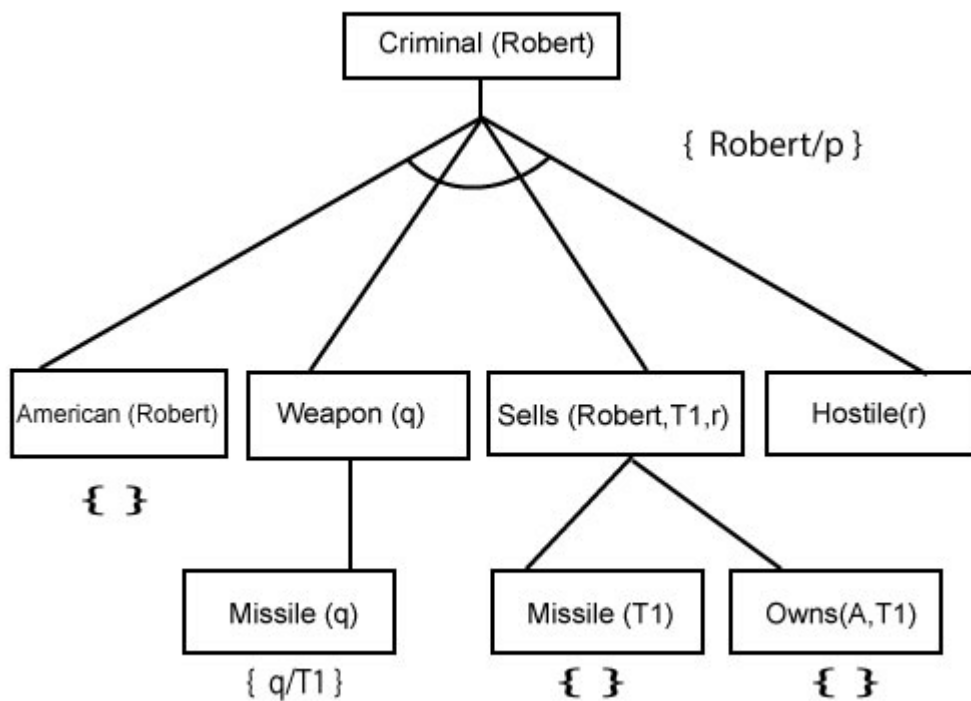 Criminal (Robert)
{ Robert/p }
American (Robert)
Weapon (q)
Sells (Robert,T1,r)
Hostile(r)
{ }
Missile (q)
Missile (T1)
Owns(A,T1)
{ q/T1 }
{ }
{ }